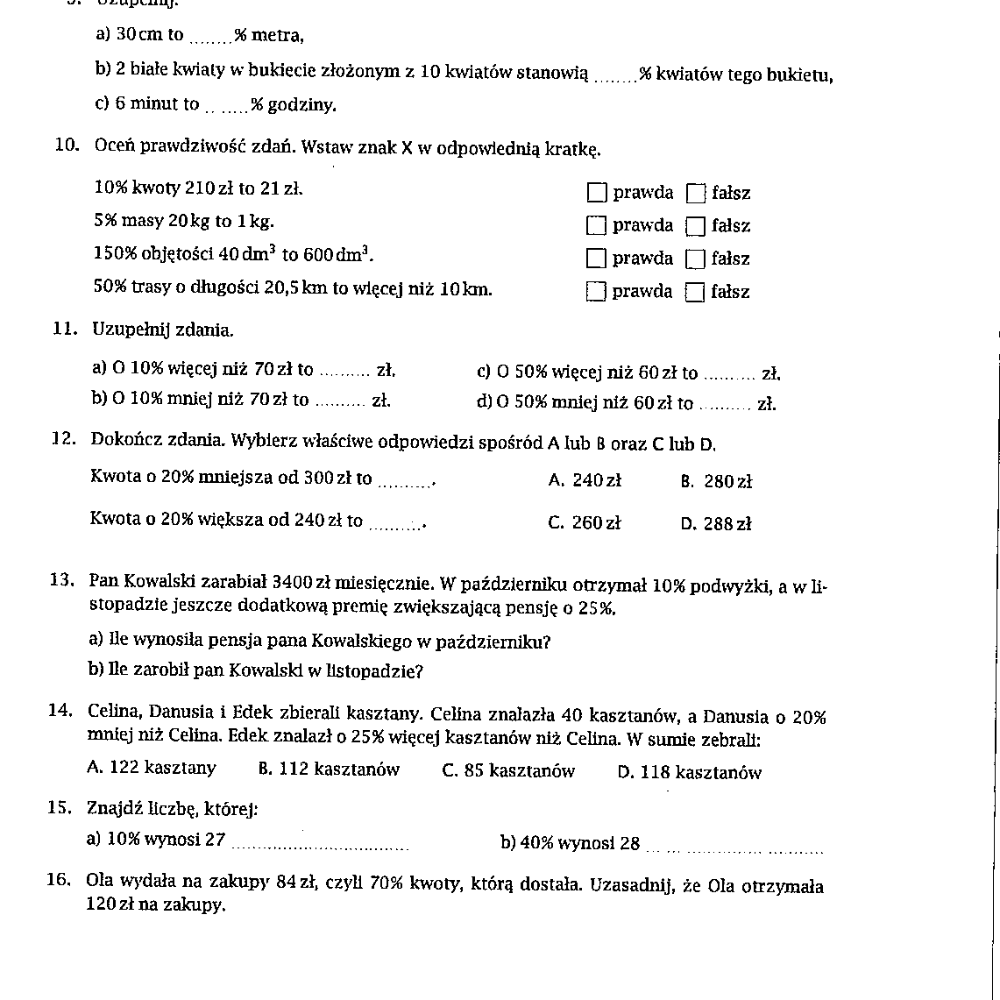 9. Uzupełnij.
a) 30 cm to ........% metra,
b) 2 białe kwiaty w bukiecie złożonym z 10 kwiatów stanowią ........% kwiatów tego bukietu,
c) 6 minut to ........% godziny.
10. Oceń prawdziwość zdań. Wstaw znak X w odpowiednią kratkę.
10% kwoty 210 zł to 21 zł. □ prawda □ fałsz
5% masy 20 kg to 1 kg. □ prawda □ fałsz
150% objętości 40 dm³ to 600 dm³. □ prawda □ fałsz
50% trasy o długości 20,5 km to więcej niż 10 km. □ prawda □ fałsz
11. Uzupełnij zdania.
a) O 10% więcej niż 70 zł to .......... zł. c) O 50% więcej niż 60 zł to .......... zł.
b) O 10% mniej niż 70 zł to .......... zł. d) O 50% mniej niż 60 zł to .......... zł.
12. Dokończ zdania. Wybierz właściwe odpowiedzi spośród A lub B oraz C lub D.
Kwota o 20% mniejsza od 300 zł to ........... A. 240 zł B. 280 zł
Kwota o 20% większa od 240 zł to ........... C. 260 zł D. 288 zł
13. Pan Kowalski zarabiał 3400 zł miesięcznie. W październiku otrzymał 10% podwyżki, a w li-
stopadzie jeszcze dodatkową premię zwiększającą pensję o 25%.
a) Ile wynosiła pensja pana Kowalskiego w październiku?
b) Ile zarobił pan Kowalski w listopadzie?
14. Celina, Danusia i Edek zbierali kasztany. Celina znalazła 40 kasztanów, a Danusia o 20%
mniej niż Celina. Edek znalazł o 25% więcej kasztanów niż Celina. W sumie zebrali:
A. 122 kasztany B. 112 kasztanów C. 85 kasztanów D. 118 kasztanów
15. Znajdź liczbę, której:
a) 10% wynosi 27 ................................ b) 40% wynosi 28 ................................
16. Ola wydała na zakupy 84 zł, czyli 70% kwoty, którą dostała. Uzasadnij, że Ola otrzymała
120 zł na zakupy.